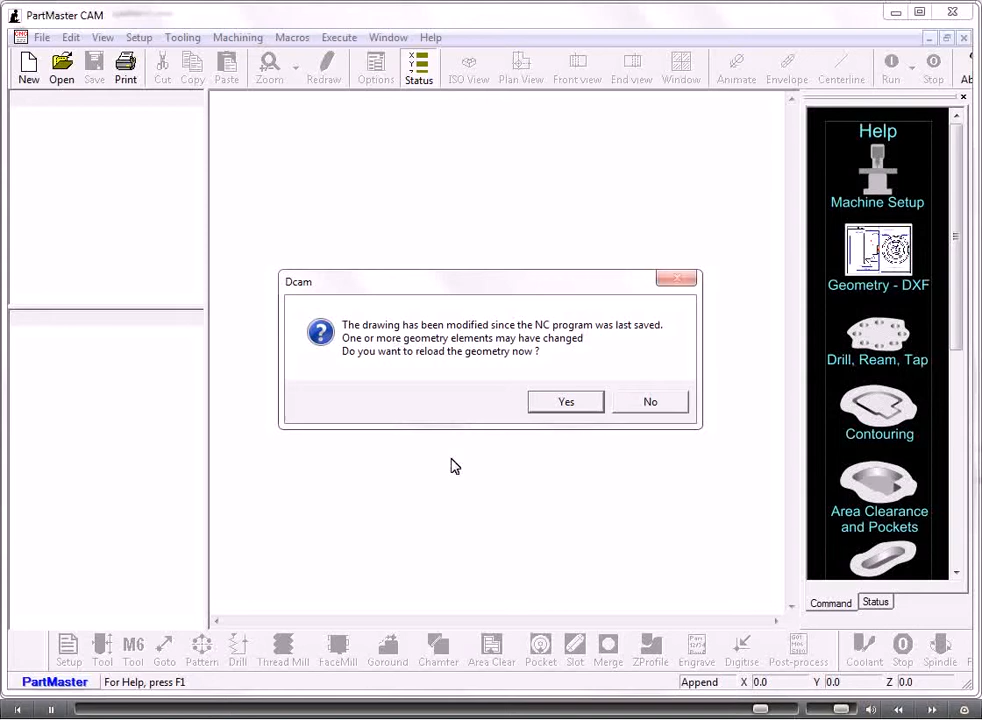 PartMaster CAM
File Edit View Setup Tooling Machining Macros Execute Window Help
New Open Save Print Cut Copy Paste Zoom Redraw Options Status ISO View Plan View Front view End view Window Animate Envelope Centerline Run Stop
X
Y
Z
Help
Machine Setup
Geometry - DXF
Drill, Ream, Tap
Contouring
Area Clearance
and Pockets
Dcam
The drawing has been modified since the NC program was last saved.
One or more geometry elements may have changed
Do you want to reload the geometry now ?
Yes No
Command Status
M6
Setup Tool Tool Goto Pattern Drill Thread Mill FaceMill Goround Chamter Area Clear Pocket Slot Merge ZProfile Engrave Digitise Post-process Coolant Stop Spindle
PartMaster For Help, press F1 Append X 0.0 Y 0.0 Z 0.0